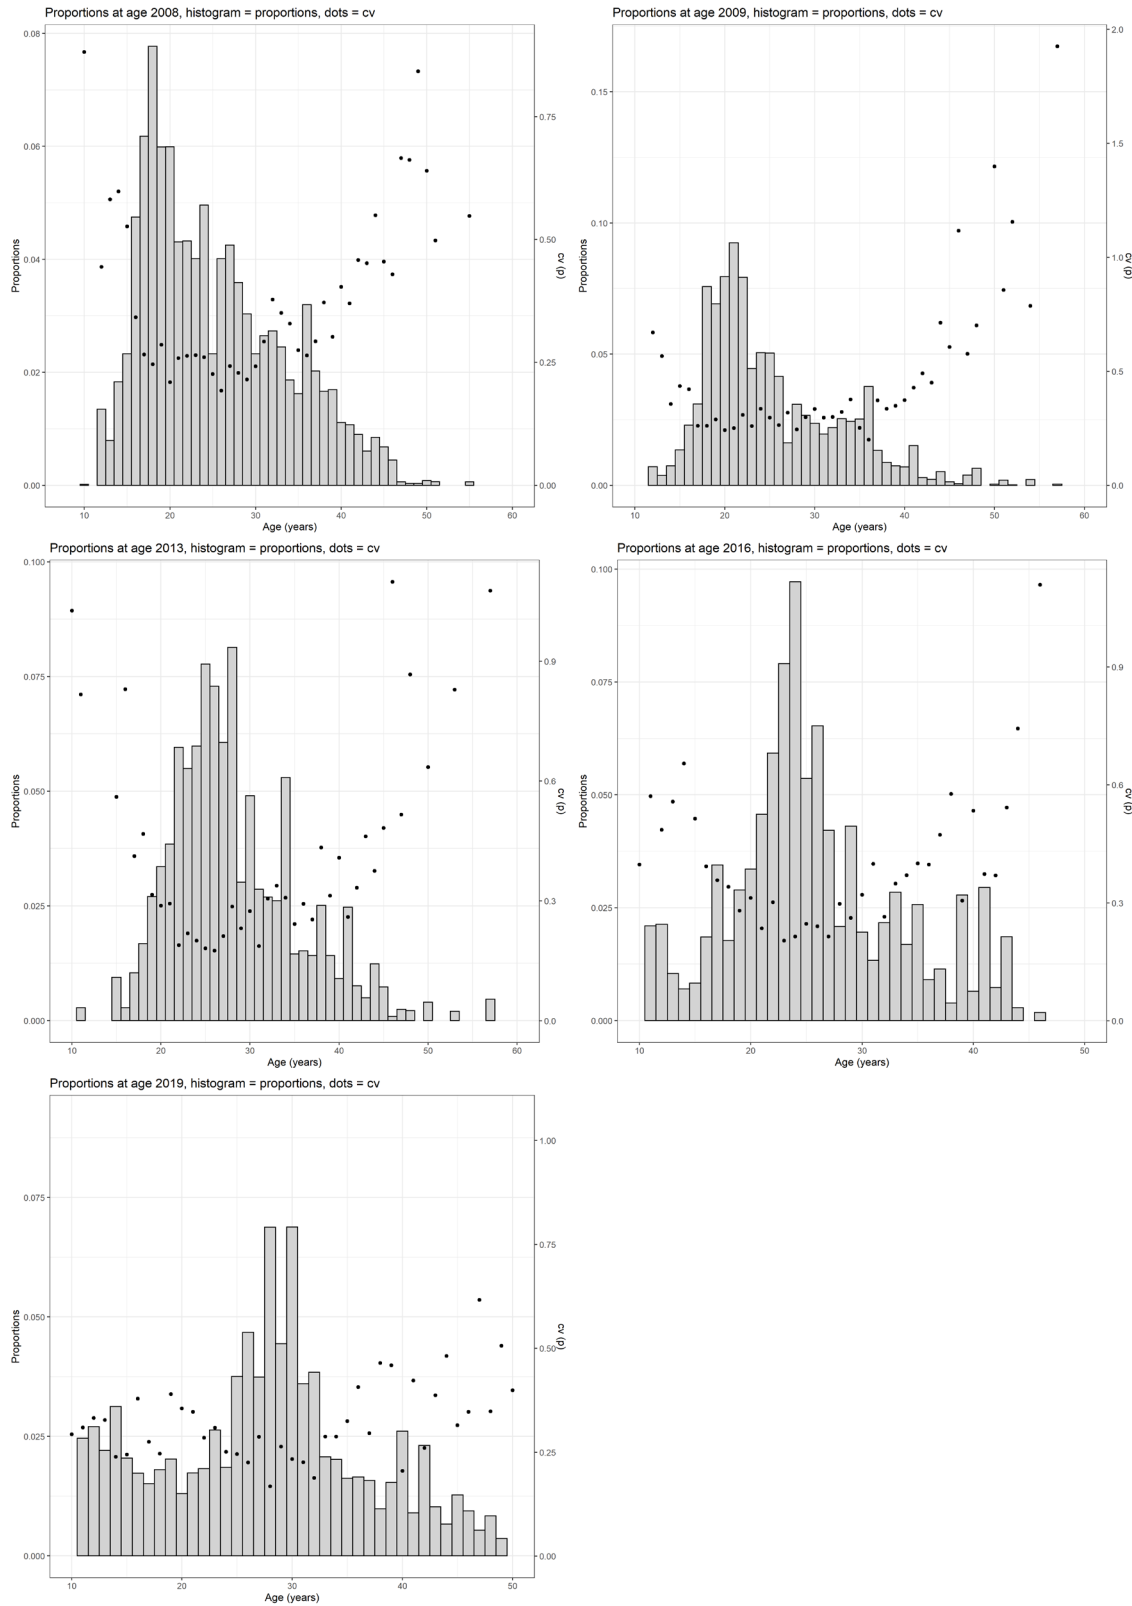 Proportions at age 2008, histogram = proportions, dots = cv
0.08
0.06
0.04
0.02
0.00
Proportions
0.75
0.50
0.25
0.00
cv (p)
10 20 30 40 50 60
Age (years)
Proportions at age 2009, histogram = proportions, dots = cv
0.15
0.10
0.05
0.00
Proportions
2.0
1.5
1.0
0.5
0.0
cv (p)
10 20 30 40 50 60
Age (years)
Proportions at age 2013, histogram = proportions, dots = cv
0.100
0.075
0.050
0.025
0.000
Proportions
0.9
0.6
0.3
0.0
cv (p)
10 20 30 40 50 60
Age (years)
Proportions at age 2016, histogram = proportions, dots = cv
0.100
0.075
0.050
0.025
0.000
Proportions
0.9
0.6
0.3
0.0
cv (p)
10 20 30 40 50
Age (years)
Proportions at age 2019, histogram = proportions, dots = cv
0.075
0.050
0.025
0.000
Proportions
1.00
0.75
0.50
0.25
0.00
cv (p)
10 20 30 40 50
Age (years)